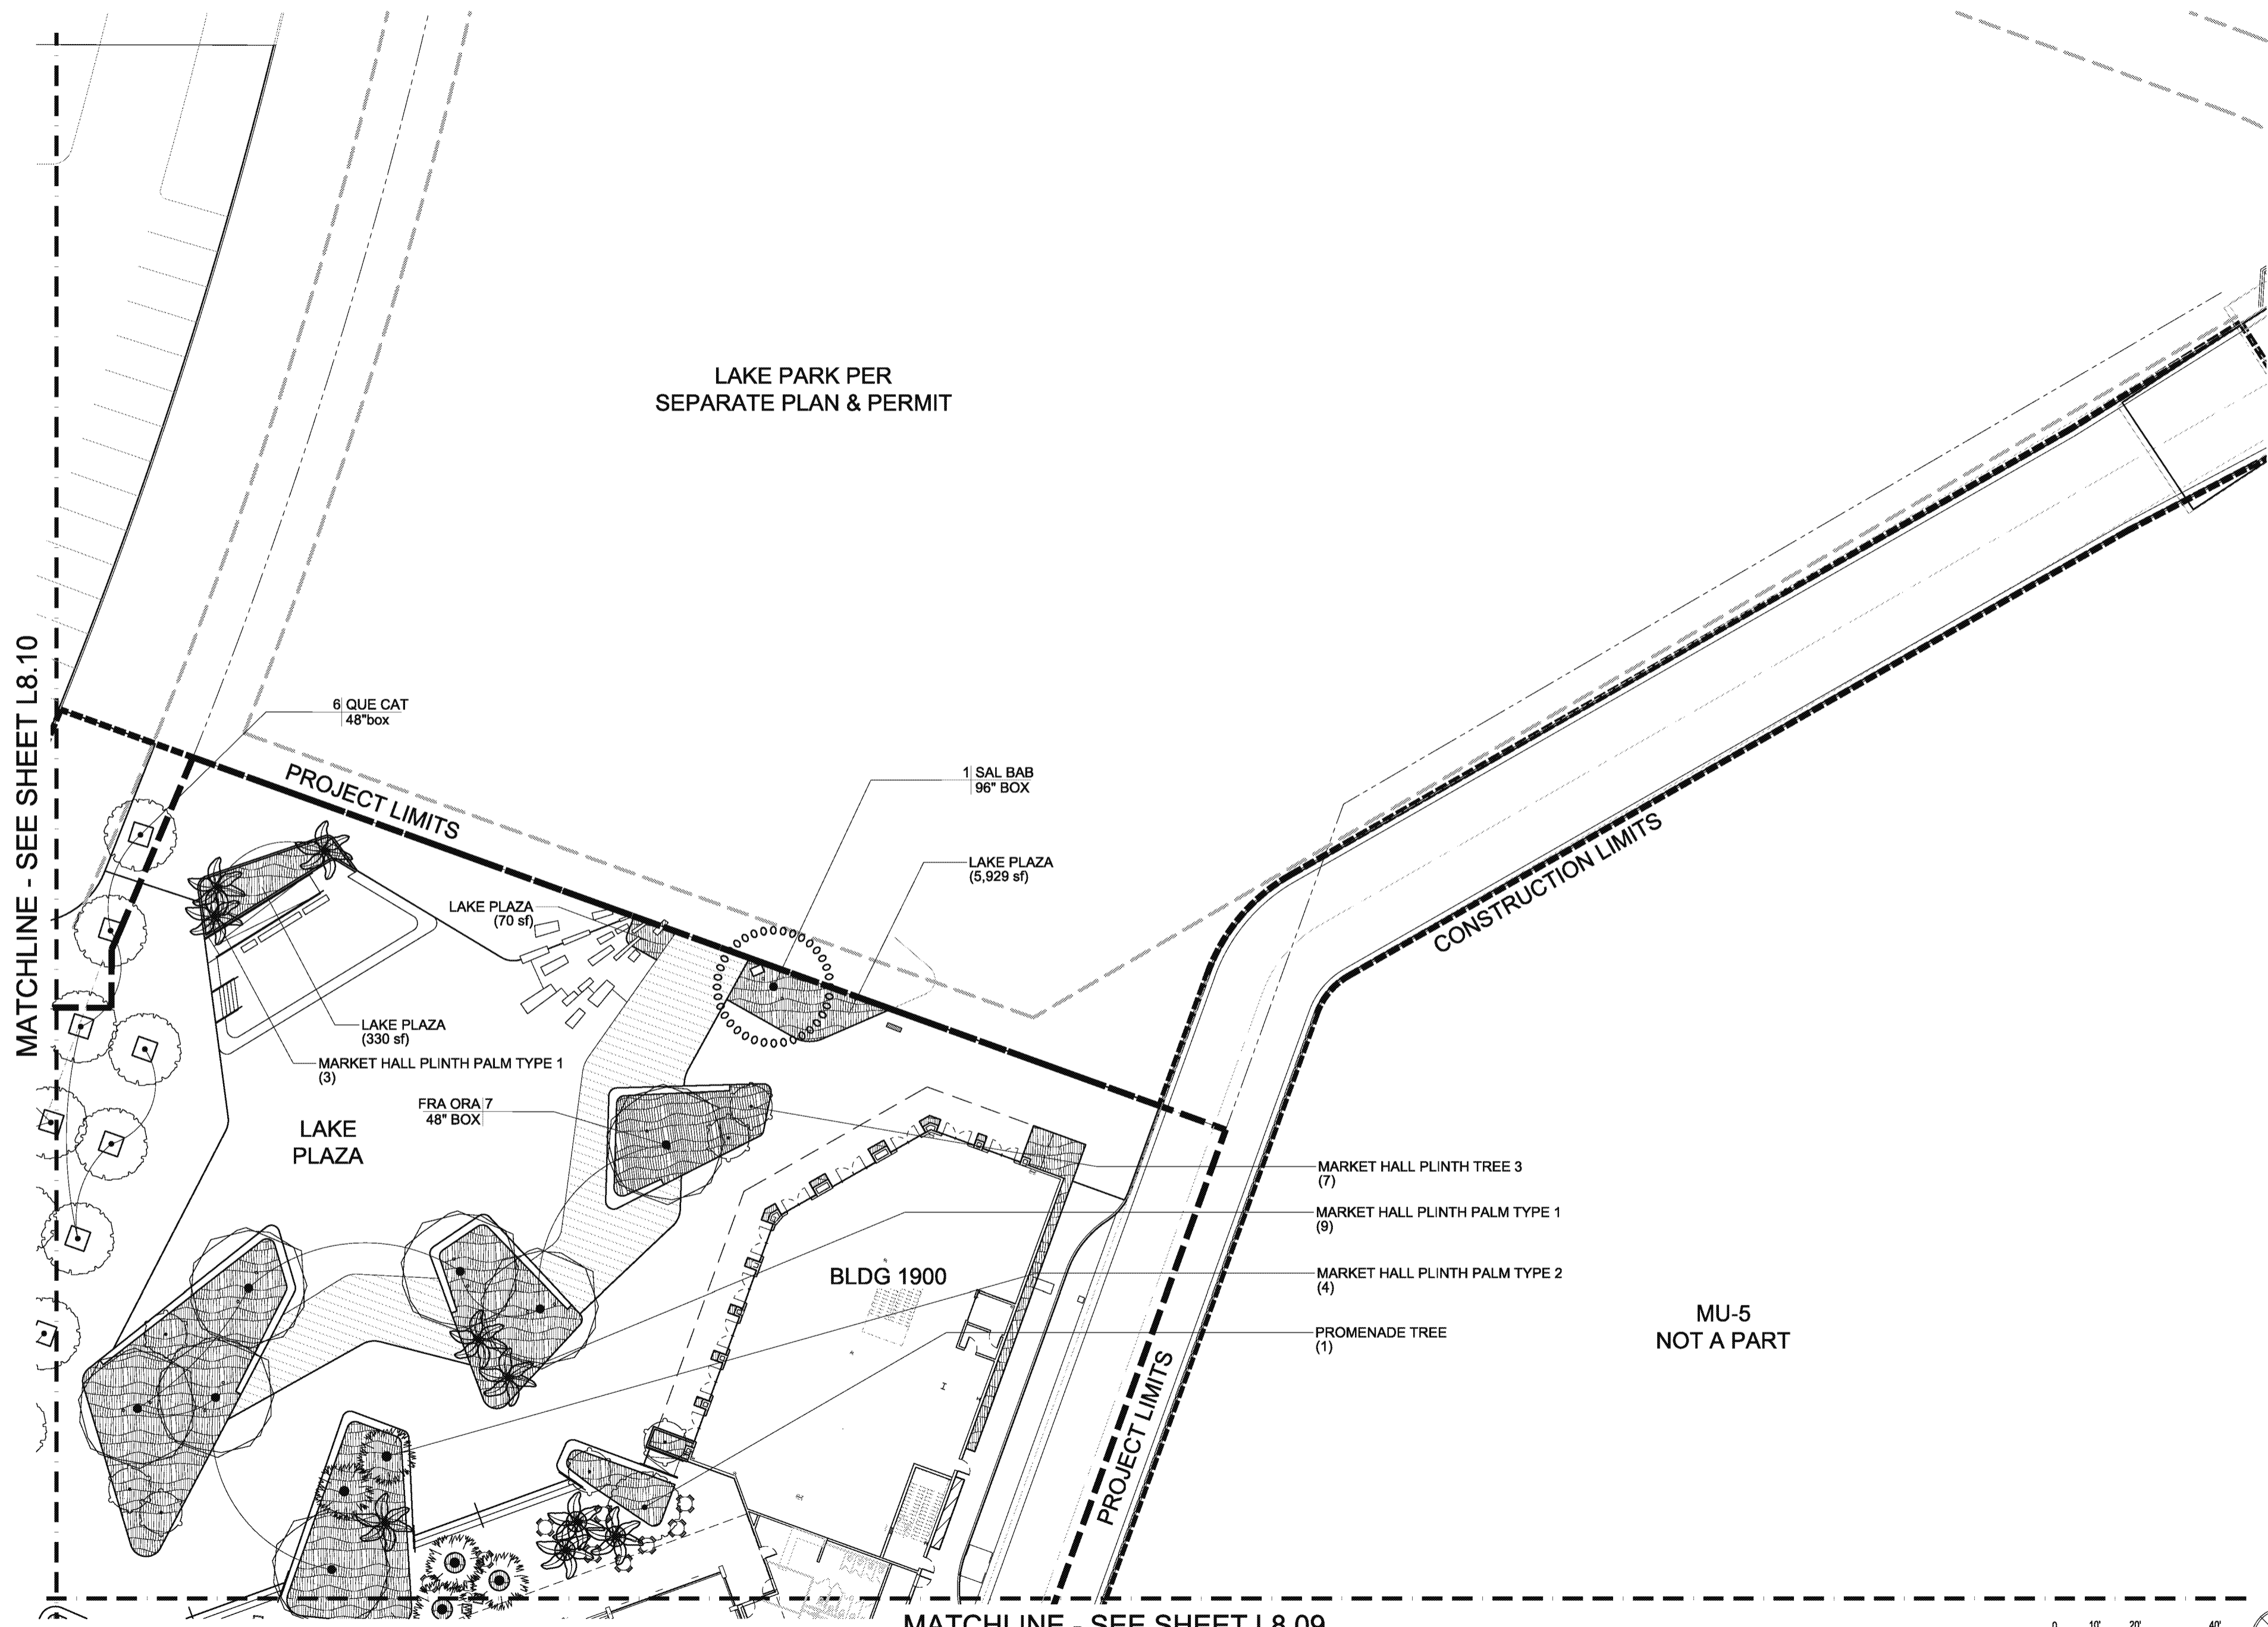 LAKE PARK PER
SEPARATE PLAN & PERMIT
MATCHLINE - SEE SHEET L8.10
6 QUE CAT
48"box
PROJECT LIMITS
1 SAL BAB
96" BOX
LAKE PLAZA
(5,929 sf)
LAKE PLAZA
(70 sf)
CONSTRUCTION LIMITS
LAKE PLAZA
(330 sf)
MARKET HALL PLINTH PALM TYPE 1
(3)
FRA ORA 7
48" BOX
LAKE
PLAZA
MARKET HALL PLINTH TREE 3
(7)
MARKET HALL PLINTH PALM TYPE 1
(9)
BLDG 1900
MARKET HALL PLINTH PALM TYPE 2
(4)
PROMENADE TREE
(1)
MU-5
NOT A PART
PROJECT LIMITS
MATCHLINE - SEE SHEET L8.09
0 10' 20' 40'